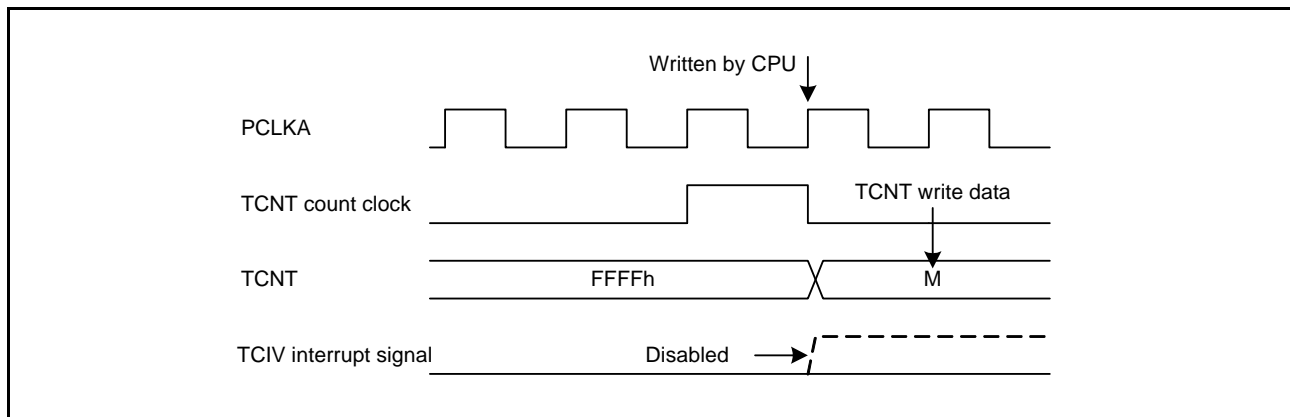 Written by CPU
PCLKA
TCNT count clock
TCNT write data
TCNT
FFFFh
M
TCIV interrupt signal
Disabled